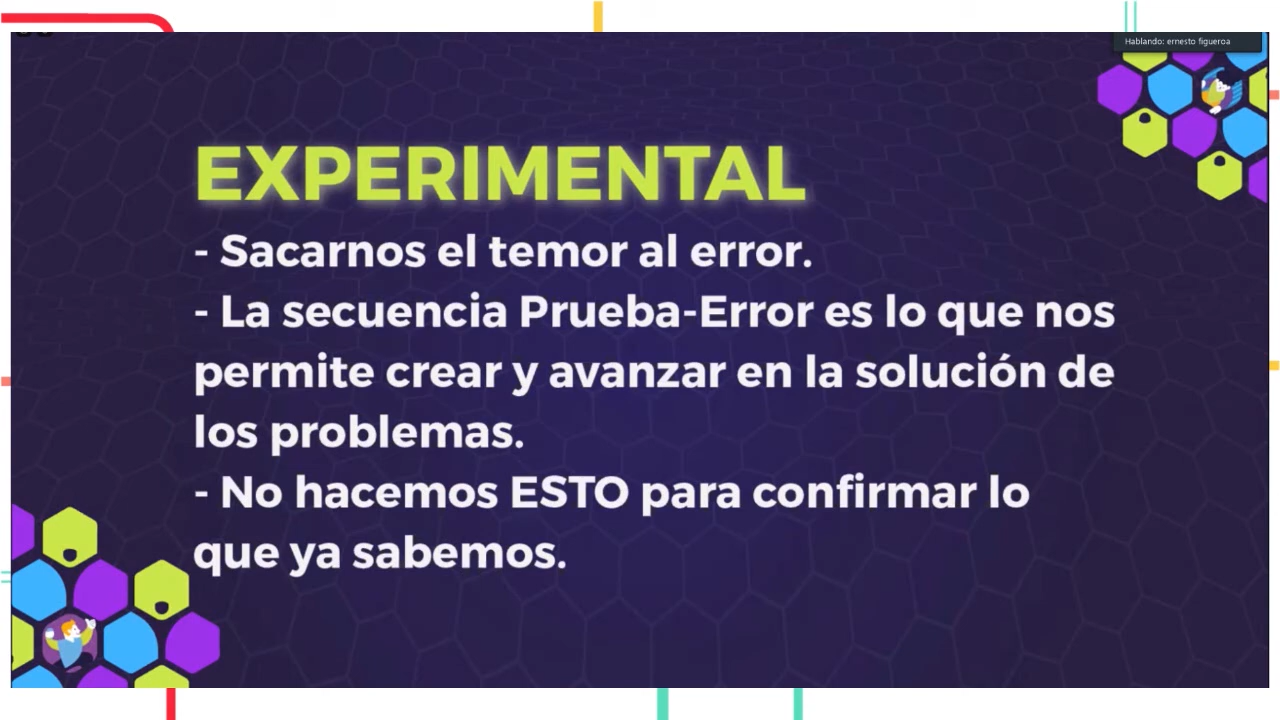 Hablando: ernesto figueroa
EXPERIMENTAL
- Sacarnos el temor al error.
- La secuencia Prueba-Error es lo que nos
permite crear y avanzar en la solución de
los problemas.
- No hacemos ESTO para confirmar lo
que ya sabemos.